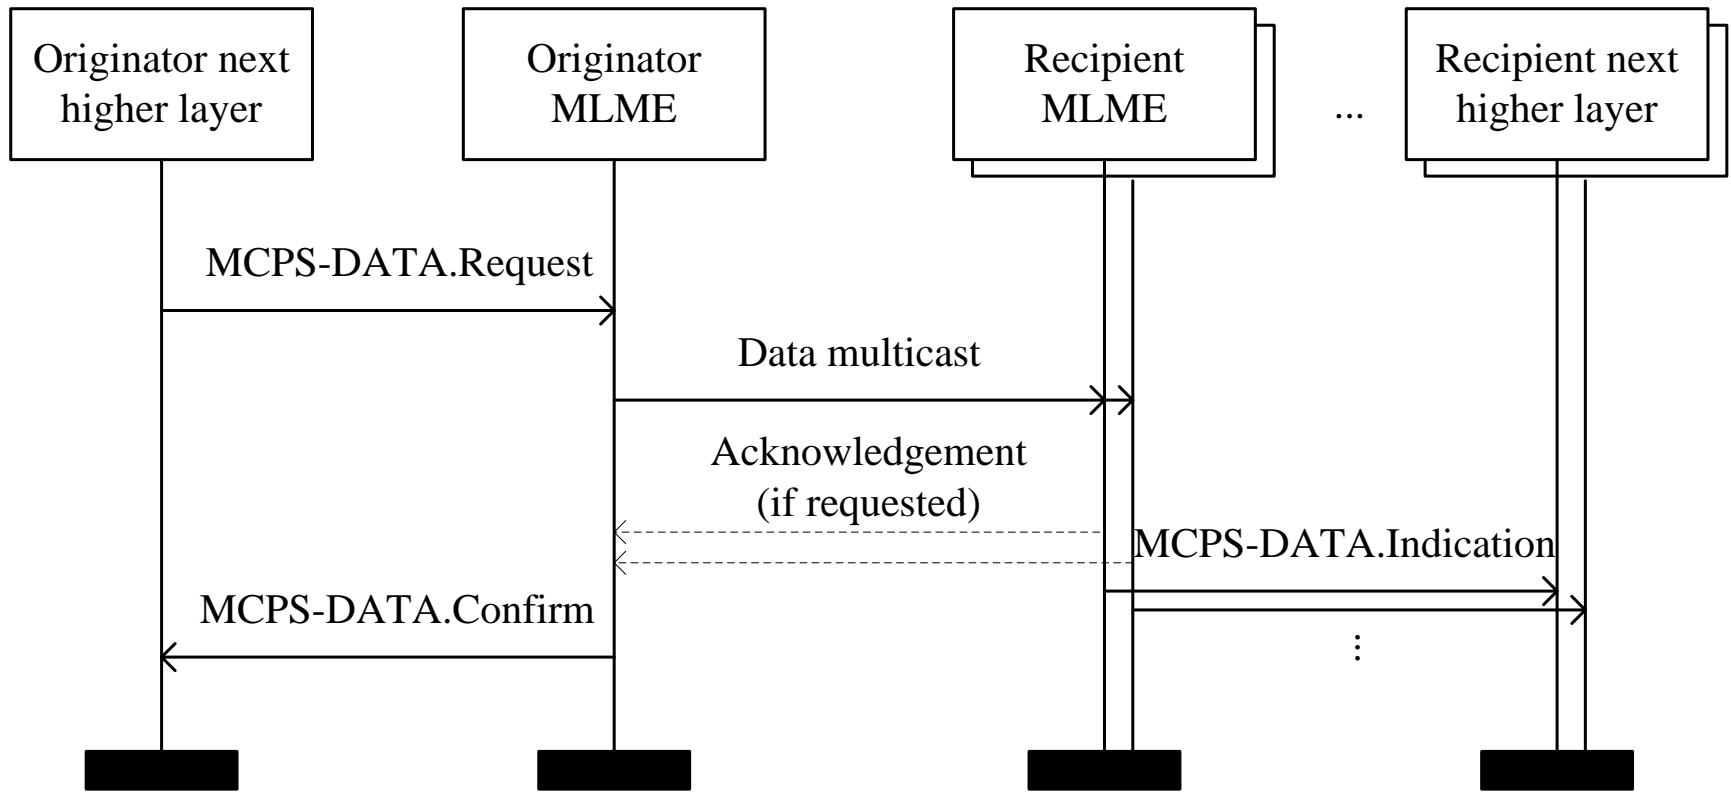 Originator next
higher layer
Originator
MLME
Recipient
MLME
...
Recipient next
higher layer
MCPS-DATA.Request
Data multicast
Acknowledgement
(if requested)
MCPS-DATA.Indication
MCPS-DATA.Confirm
...